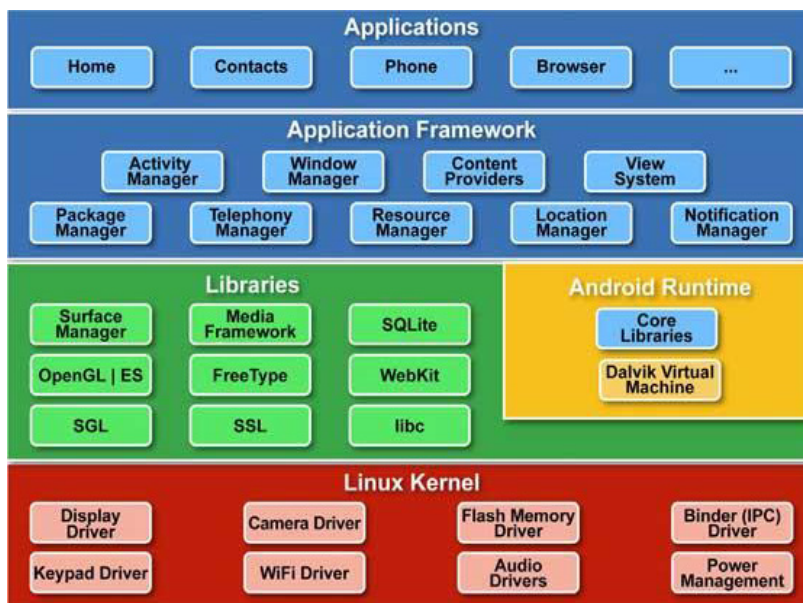 Applications
Home
Contacts
Phone
Browser
...
Application Framework
Activity
Manager
Window
Manager
Content
Providers
View
System
Package
Manager
Telephony
Manager
Resource
Manager
Location
Manager
Notification
Manager
Libraries
Surface
Manager
Media
Framework
SQLite
OpenGL | ES
FreeType
WebKit
SGL
SSL
libc
Android Runtime
Core
Libraries
Dalvik Virtual
Machine
Linux Kernel
Display
Driver
Camera Driver
Flash Memory
Driver
Binder (IPC)
Driver
Keypad Driver
WiFi Driver
Audio
Drivers
Power
Management